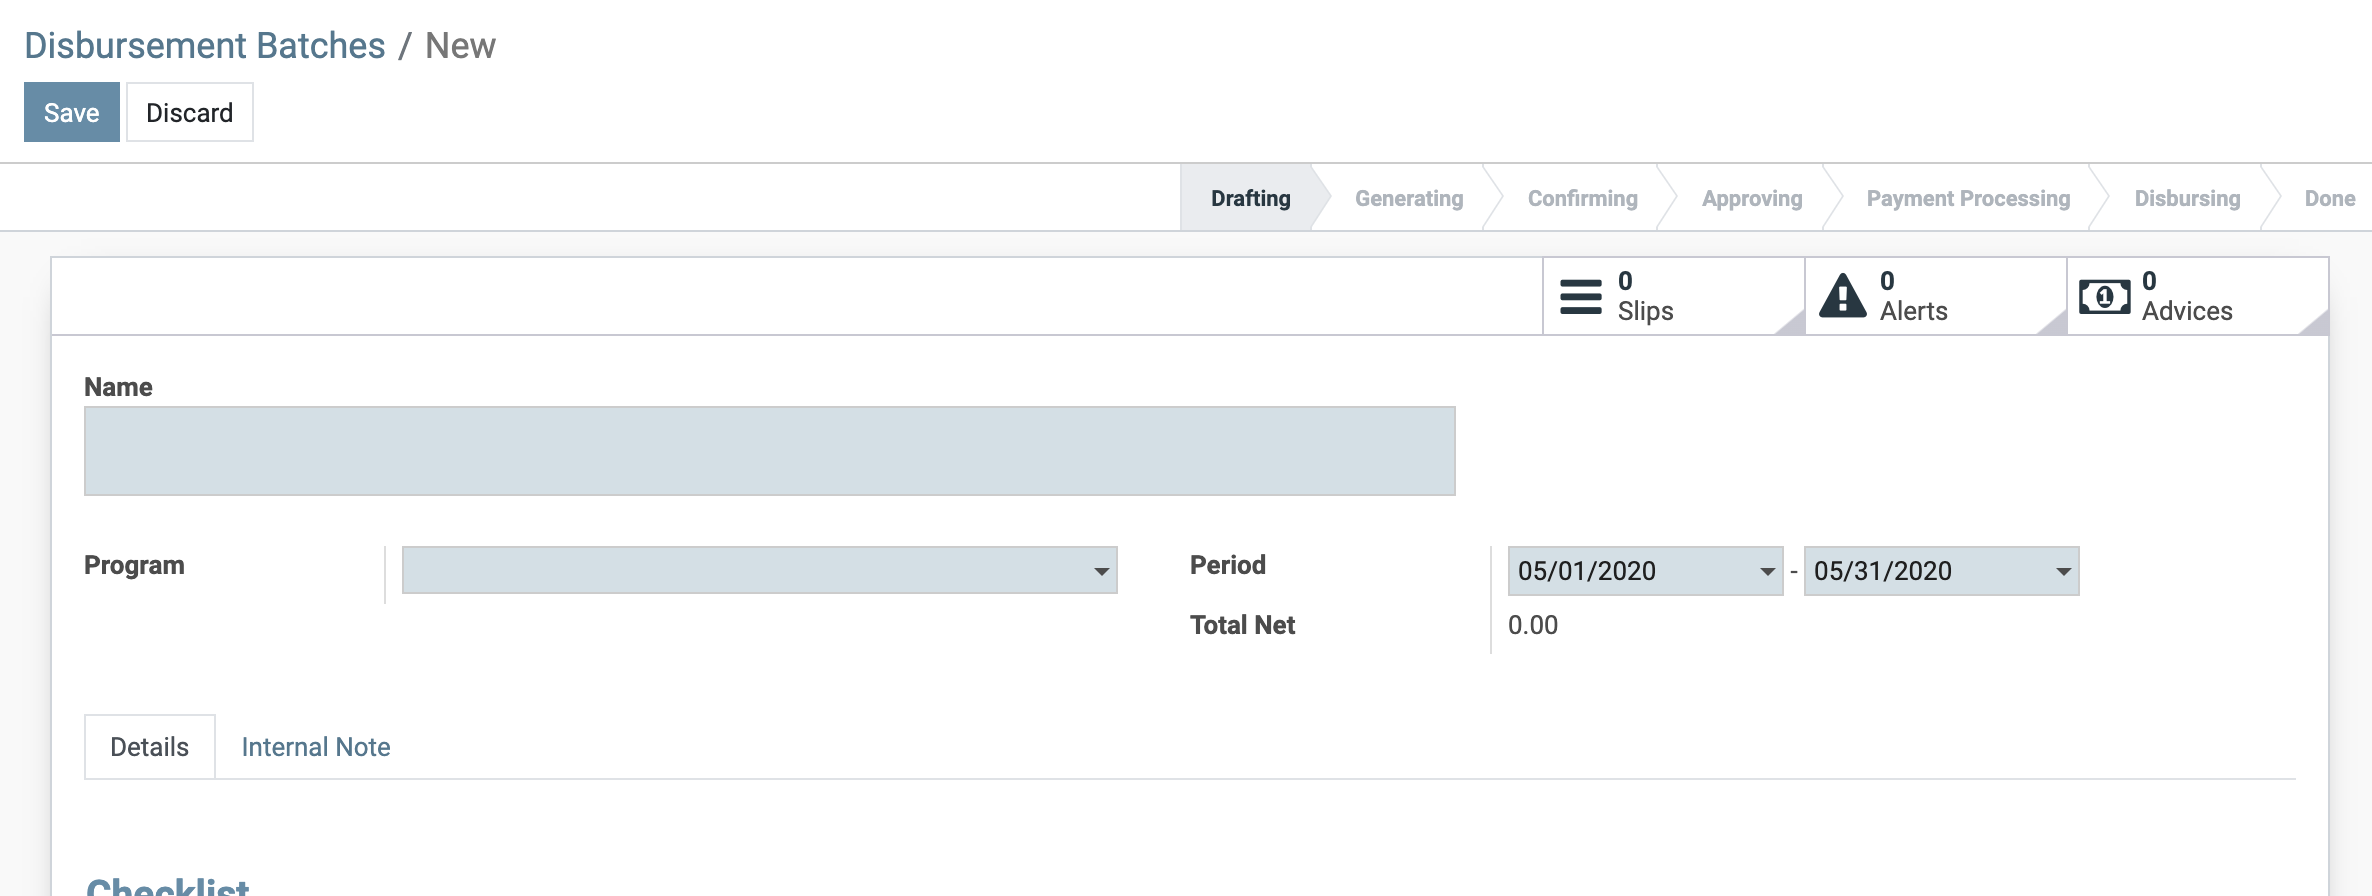 Disbursement Batches / New
Save Discard
Drafting Generating Confirming Approving Payment Processing Disbursing Done
0 Slips
0 Alerts
1
0 Advices
Name
Program
Period 05/01/2020 - 05/31/2020
Total Net 0.00
Details Internal Note
Checklist